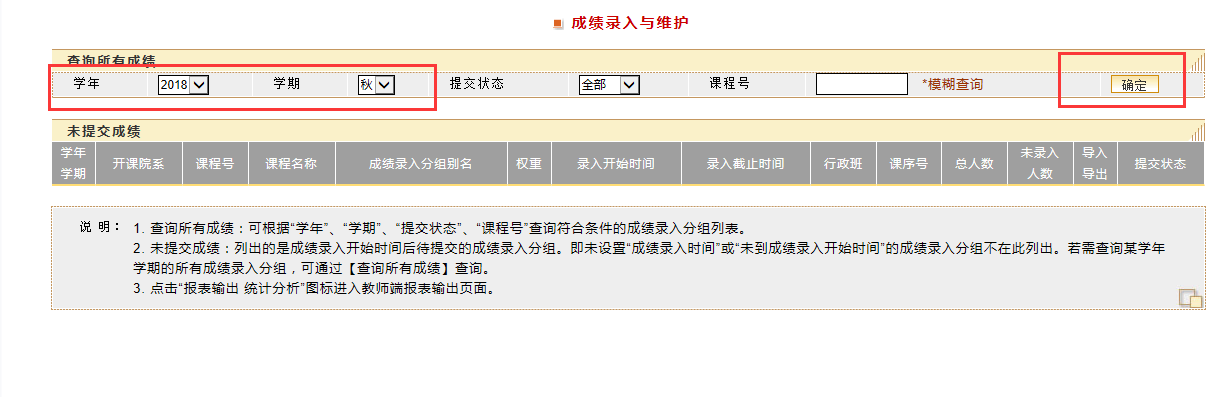 成绩录入与维护
查询所有成绩
学年 2018 学期 秋 提交状态 全部 课程号 *模糊查询 确定
未提交成绩
学年学期 开课院系 课程号 课程名称 成绩录入分组别名 权重 录入开始时间 录入截止时间 行政班 课序号 总人数 未录入人数 导入导出 提交状态
说 明： 1. 查询所有成绩：可根据“学年”、“学期”、“提交状态”、“课程号”查询符合条件的成绩录入分组列表。
2. 未提交成绩：列出的是成绩录入开始时间后待提交的成绩录入分组。即未设置“成绩录入时间”或“未到成绩录入开始时间”的成绩录入分组不在此列出。若需查询某学年
学期的所有成绩录入分组，可通过【查询所有成绩】查询。
3. 点击“报表输出 统计分析”图标进入教师端报表输出页面。